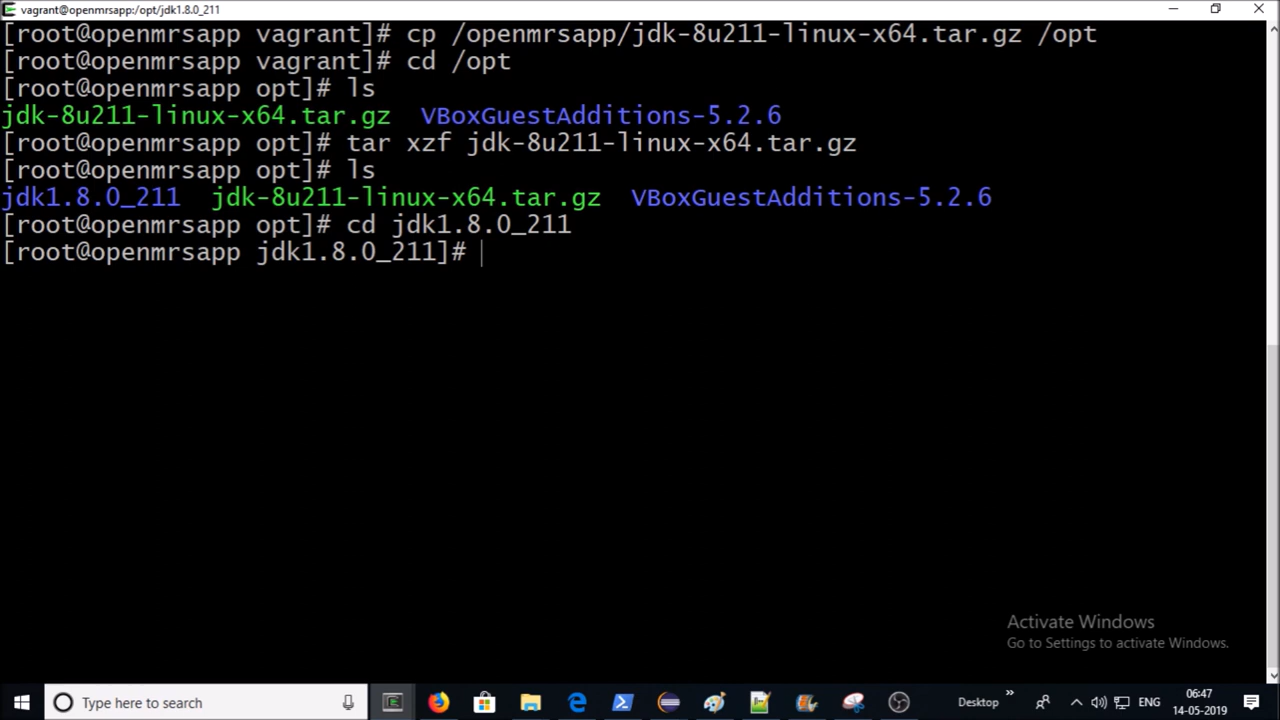 vagrant@openmrsapp:/opt/jdk1.8.0_211
[root@openmrsapp vagrant]# cp /openmrsapp/jdk-8u211-linux-x64.tar.gz /opt
[root@openmrsapp vagrant]# cd /opt
[root@openmrsapp opt]# ls
jdk-8u211-linux-x64.tar.gz  VBoxGuestAdditions-5.2.6
[root@openmrsapp opt]# tar xzf jdk-8u211-linux-x64.tar.gz
[root@openmrsapp opt]# ls
jdk1.8.0_211  jdk-8u211-linux-x64.tar.gz  VBoxGuestAdditions-5.2.6
[root@openmrsapp opt]# cd jdk1.8.0_211
[root@openmrsapp jdk1.8.0_211]#
Activate Windows
Go to Settings to activate Windows.
Type here to search
Desktop
ENG
06:47
14-05-2019